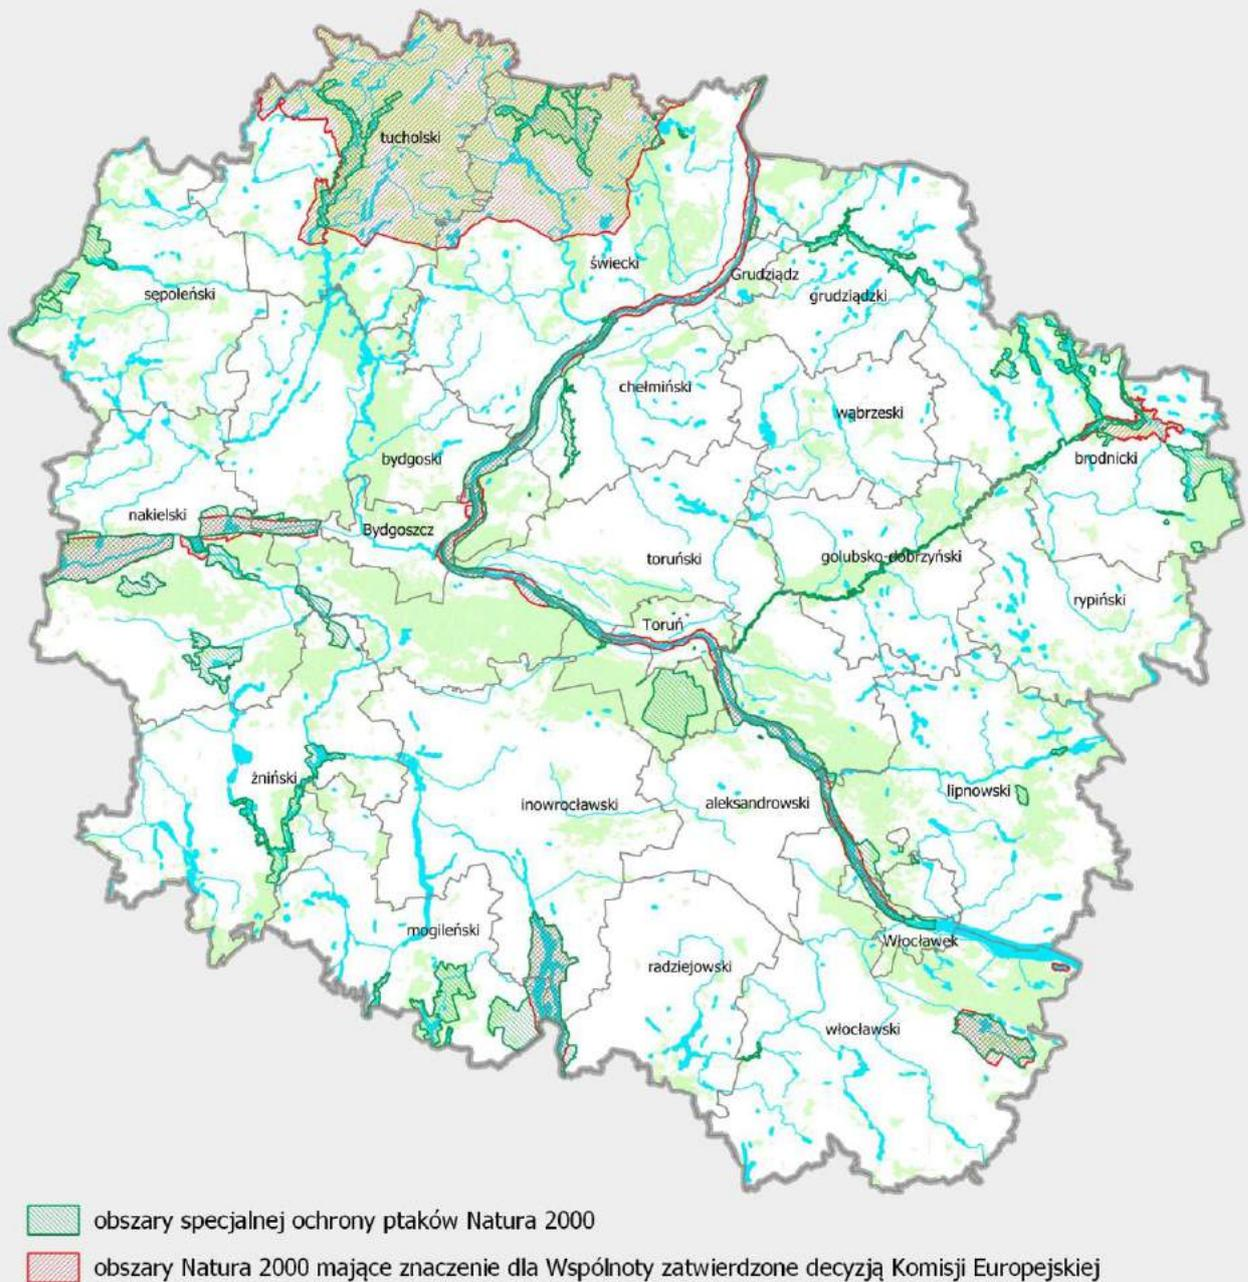 tucholski
świecki
Grudziądz
sępoleński
grudziądzki
chełmiński
wąbrzeski
bydgoski
brodnicki
nakielski
Bydgoszcz
toruński
golubsko-dobrzyński
rypiński
Toruń
żniński
inowrocławski
aleksandrowski
lipnowski
mogileński
Włocławek
radziejowski
włocławski
obszary specjalnej ochrony ptaków Natura 2000
obszary Natura 2000 mające znaczenie dla Wspólnoty zatwierdzone decyzją Komisji Europejskiej